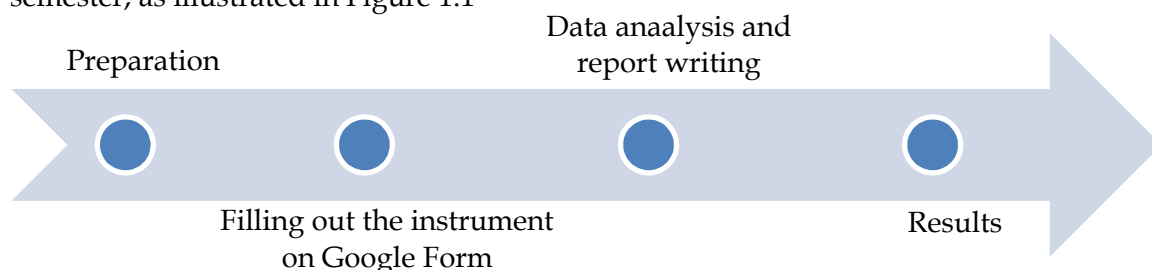 semester, as illustrated in Figure 1.1
Data anaalysis and
report writing
Preparation
Filling out the instrument
on Google Form
Results